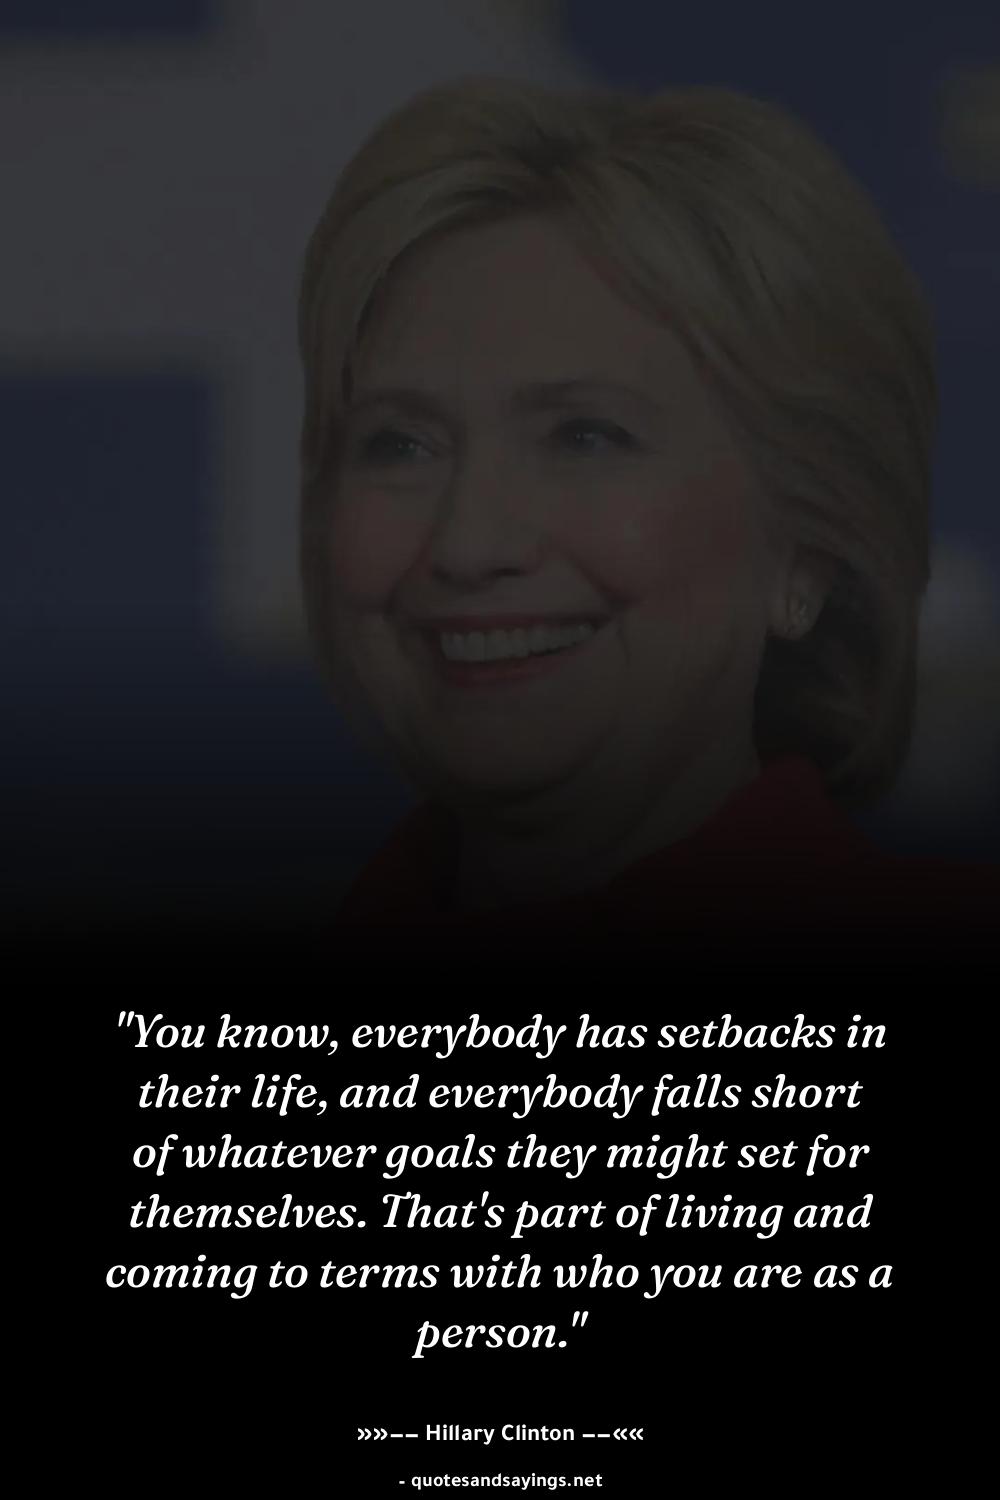 "You know, everybody has setbacks in
their life, and everybody falls short
of whatever goals they might set for
themselves. That's part of living and
coming to terms with who you are as a
person."
»»–– Hillary Clinton ––««
- quotesandsayings.net